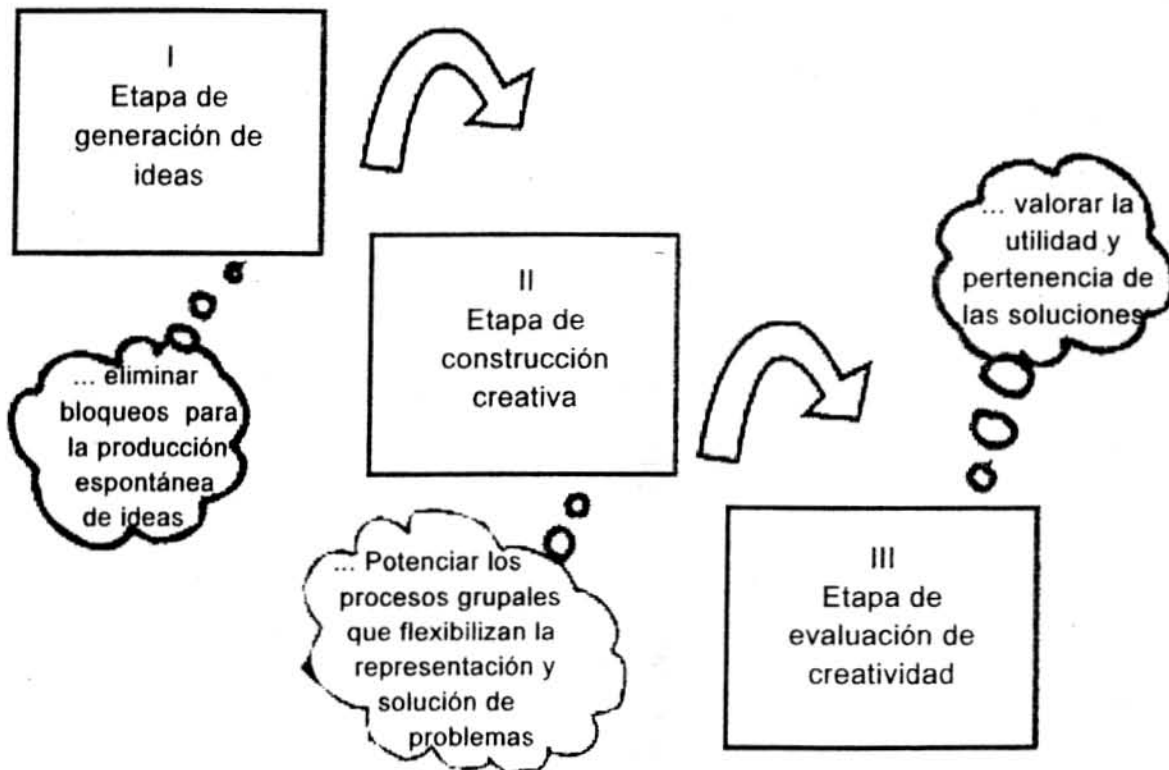 I
Etapa de
generación de
ideas
... eliminar
bloqueos para
la producción
espontánea
de ideas
II
Etapa de
construcción
creativa
... Potenciar los
procesos grupales
que flexibilizan la
representación y
solución de
problemas
... valorar la
utilidad y
pertenencia de
las soluciones
III
Etapa de
evaluación de
creatividad